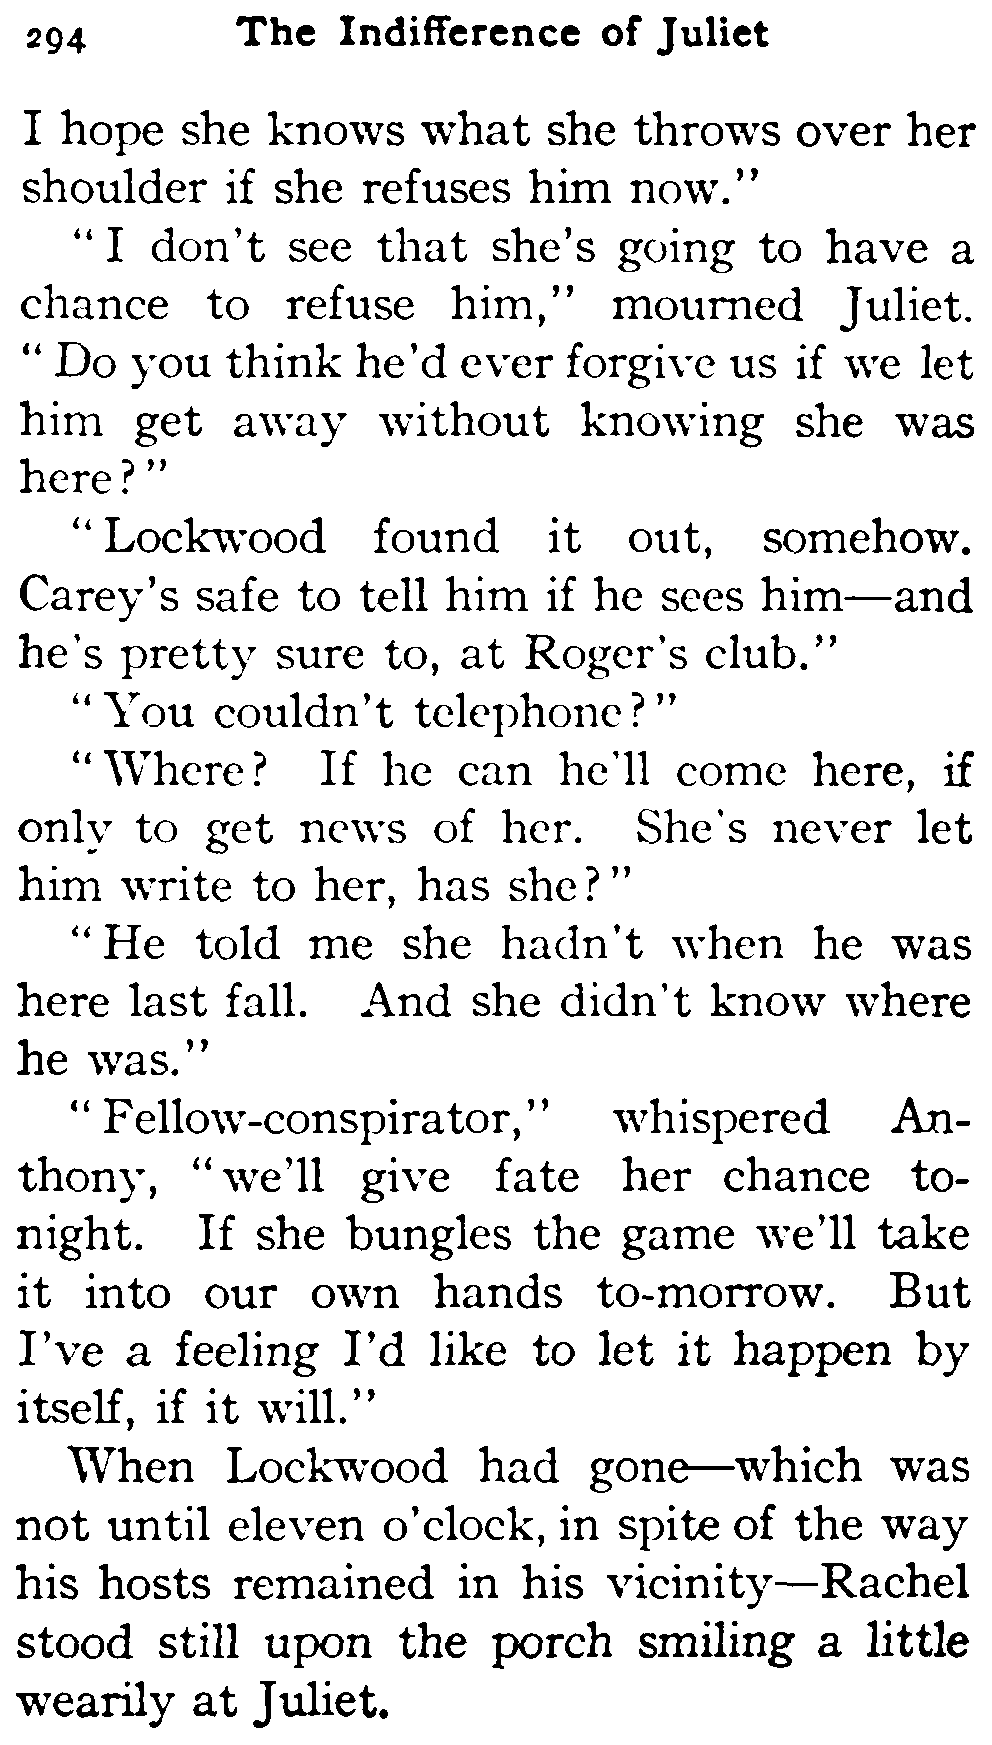 294 The Indifference of Juliet
I hope she knows what she throws over her
shoulder if she refuses him now."
"I don't see that she's going to have a
chance to refuse him," mourned Juliet.
"Do you think he'd ever forgive us if we let
him get away without knowing she was
here?"
"Lockwood found it out, somehow.
Carey's safe to tell him if he sees him—and
he's pretty sure to, at Roger's club."
"You couldn't telephone?"
"Where? If he can he'll come here, if
only to get news of her. She's never let
him write to her, has she?"
"He told me she hadn't when he was
here last fall. And she didn't know where
he was."
"Fellow-conspirator," whispered An-
thony, "we'll give fate her chance to-
night. If she bungles the game we'll take
it into our own hands to-morrow. But
I've a feeling I'd like to let it happen by
itself, if it will."
When Lockwood had gone—which was
not until eleven o'clock, in spite of the way
his hosts remained in his vicinity—Rachel
stood still upon the porch smiling a little
wearily at Juliet.